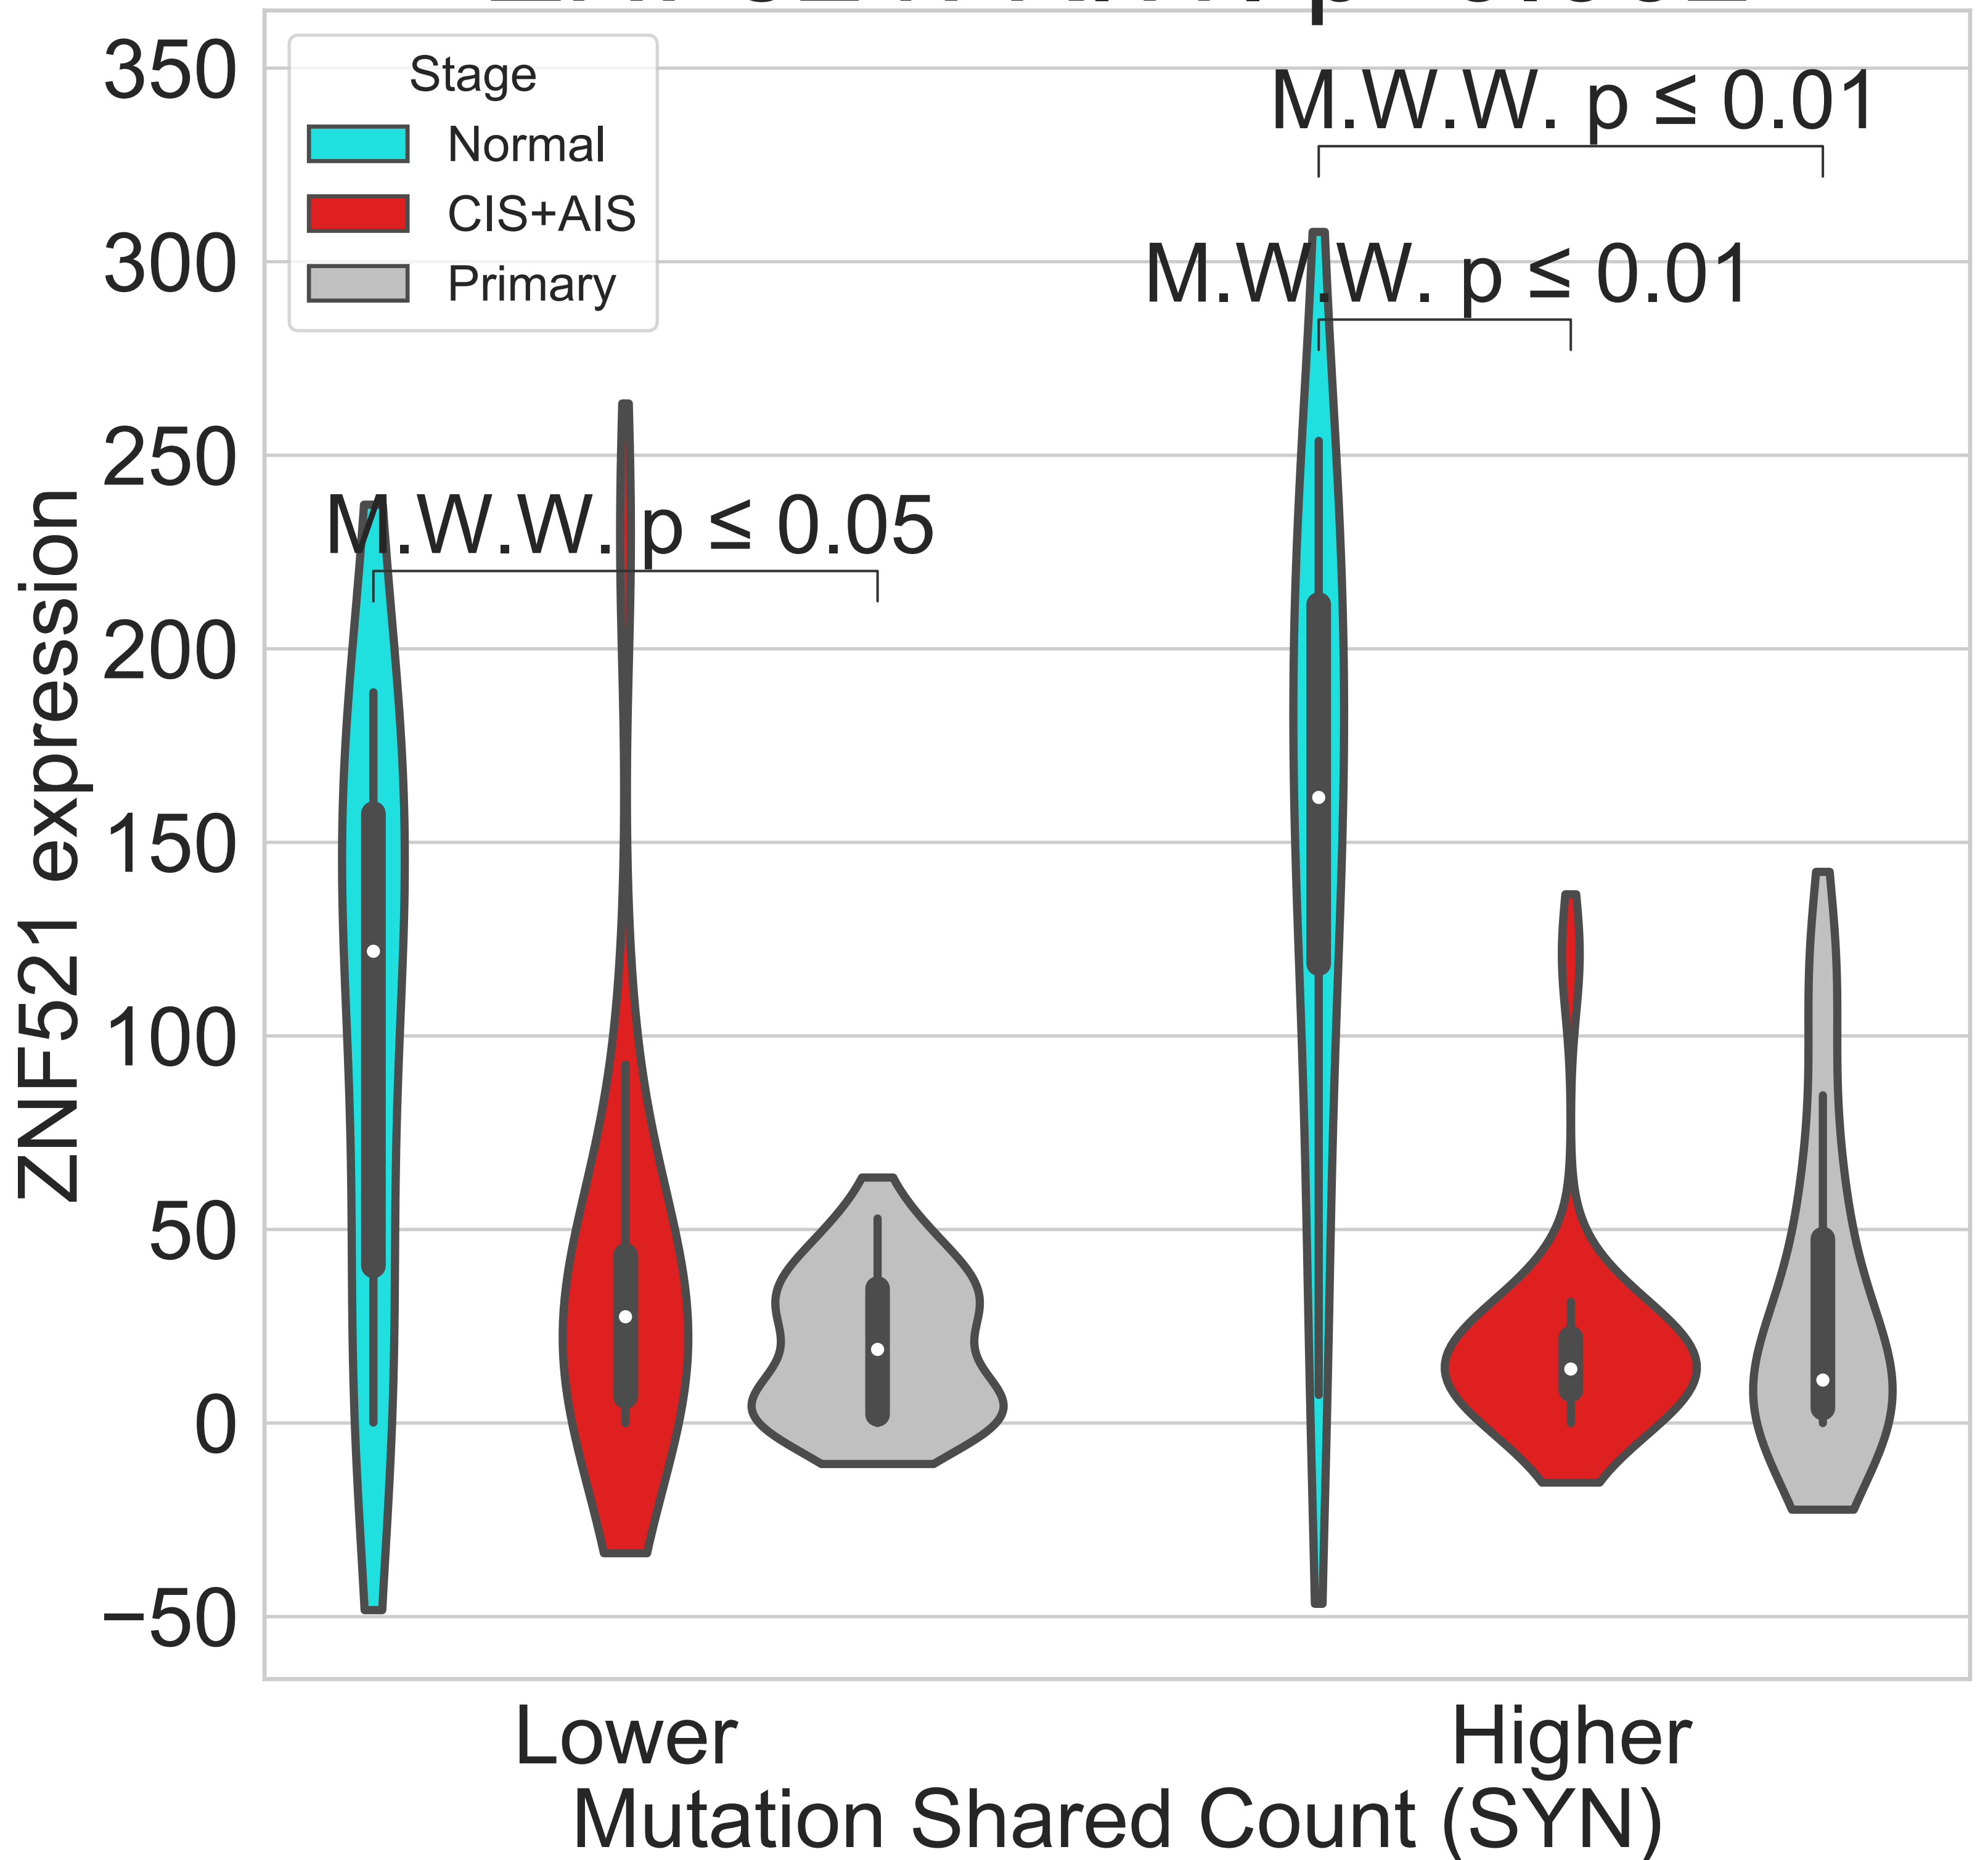 350
300
250
200
150
100
50
0
−50
ZNF521 expression
Stage
Normal
CIS+AIS
Primary
M.W.W. p ≤ 0.01
M.W.W. p ≤ 0.01
M.W.W. p ≤ 0.05
Lower
Higher
Mutation Shared Count (SYN)